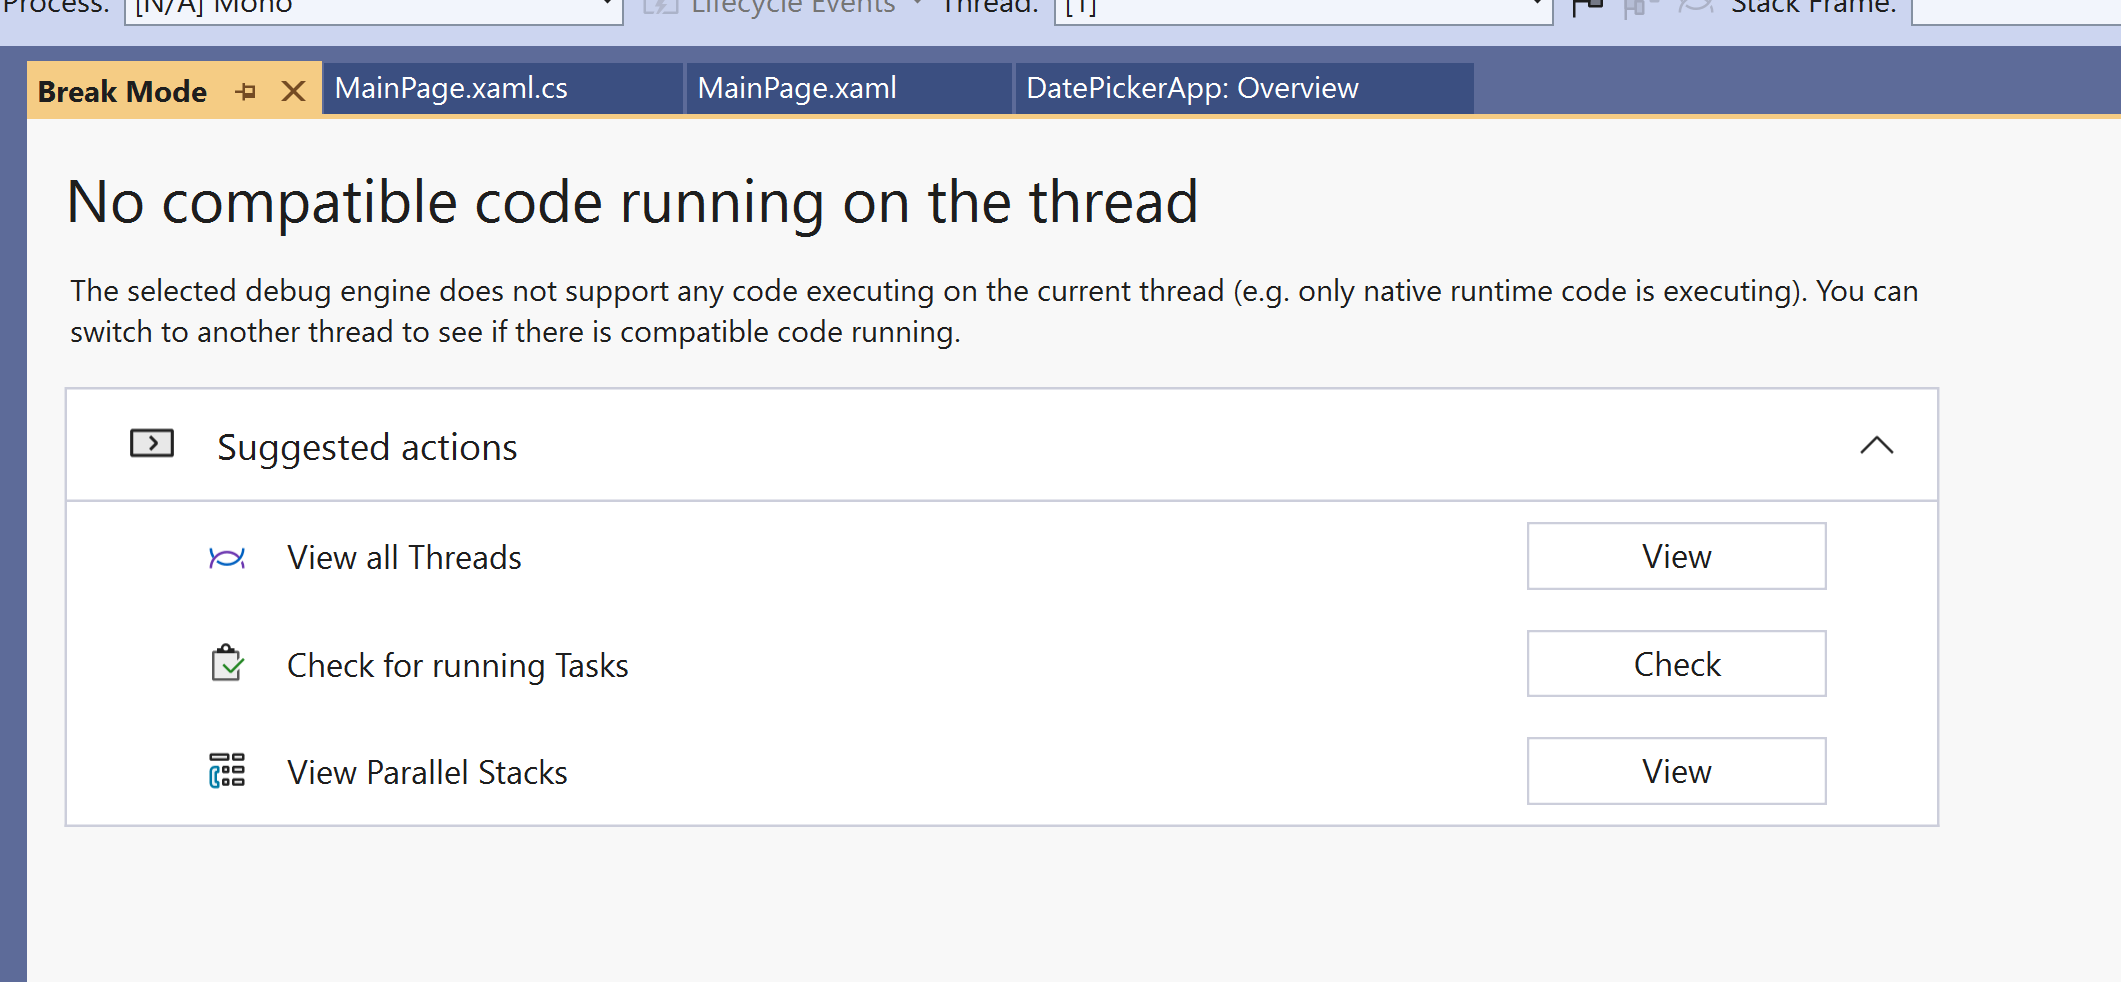 Process: [N/A] Mono Lifecycle Events Thread: [1] Stack Frame:
Break Mode MainPage.xaml.cs MainPage.xaml DatePickerApp: Overview
No compatible code running on the thread
The selected debug engine does not support any code executing on the current thread (e.g. only native runtime code is executing). You can
switch to another thread to see if there is compatible code running.
Suggested actions
View all Threads View
Check for running Tasks Check
View Parallel Stacks View